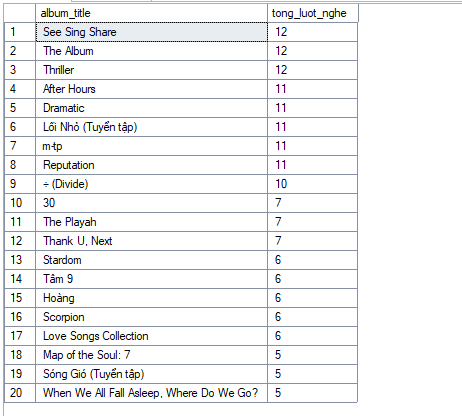 album_title tong_luot_nghe
1 See Sing Share 12
2 The Album 12
3 Thriller 12
4 After Hours 11
5 Dramatic 11
6 Lối Nhỏ (Tuyển tập) 11
7 m-tp 11
8 Reputation 11
9 ÷ (Divide) 10
10 30 7
11 The Playah 7
12 Thank U, Next 7
13 Stardom 6
14 Tâm 9 6
15 Hoàng 6
16 Scorpion 6
17 Love Songs Collection 6
18 Map of the Soul: 7 5
19 Sóng Gió (Tuyển tập) 5
20 When We All Fall Asleep, Where Do We Go? 5